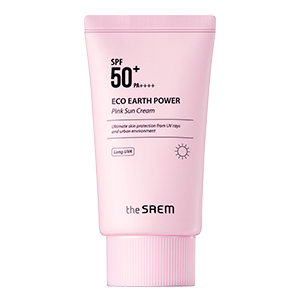 SPF
50+
PA++++
ECO EARTH POWER
Pink Sun Cream
Ultimate skin protection from UV rays
and urban environment
Long UVA
the SAEM